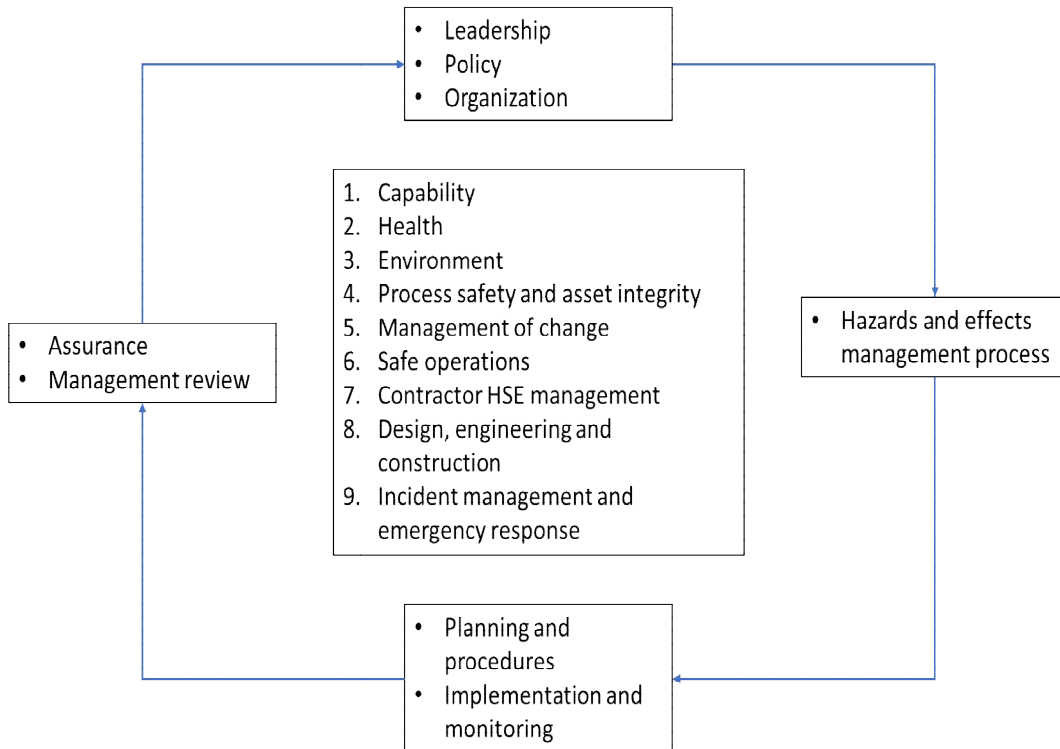 • Leadership
• Policy
• Organization
1. Capability
2. Health
3. Environment
4. Process safety and asset integrity
5. Management of change
6. Safe operations
7. Contractor HSE management
8. Design, engineering and
construction
9. Incident management and
emergency response
• Assurance
• Management review
• Hazards and effects
management process
• Planning and
procedures
• Implementation and
monitoring